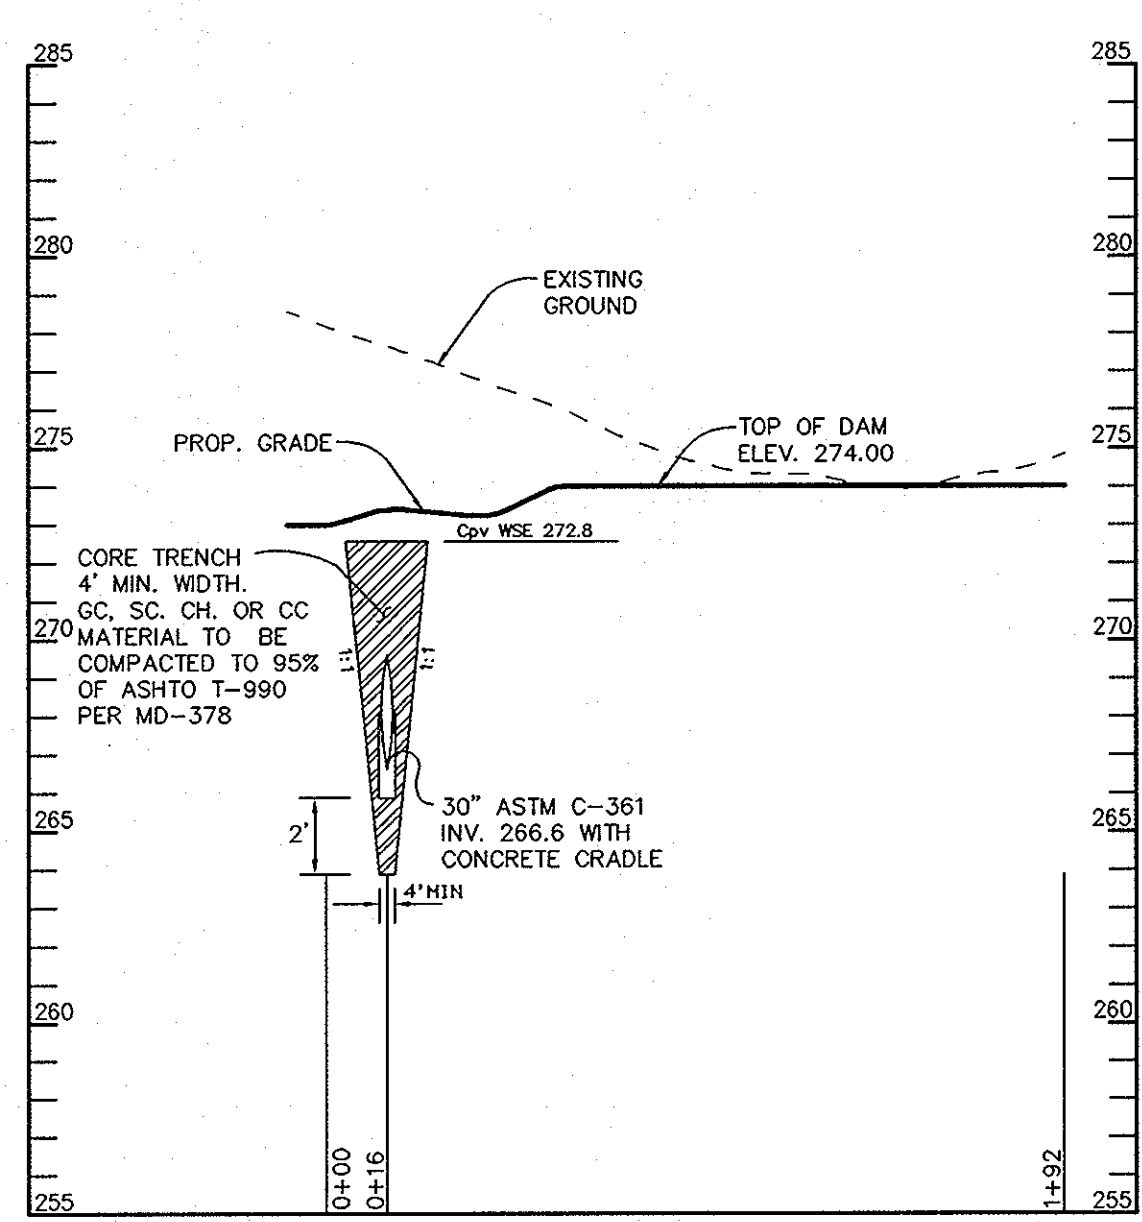 285
285
280
280
EXISTING
GROUND
275
275
PROP. GRADE
TOP OF DAM
ELEV. 274.00
Cpv WSE 272.8
CORE TRENCH
4' MIN. WIDTH.
GC, SC. CH. OR CC
MATERIAL TO BE
COMPACTED TO 95%
OF ASHTO T-990
PER MD-378
270
270
1:1
1:1
30" ASTM C-361
INV. 266.6 WITH
CONCRETE CRADLE
265
265
2'
4'MIN
260
260
0+00
0+16
1+92
255
255